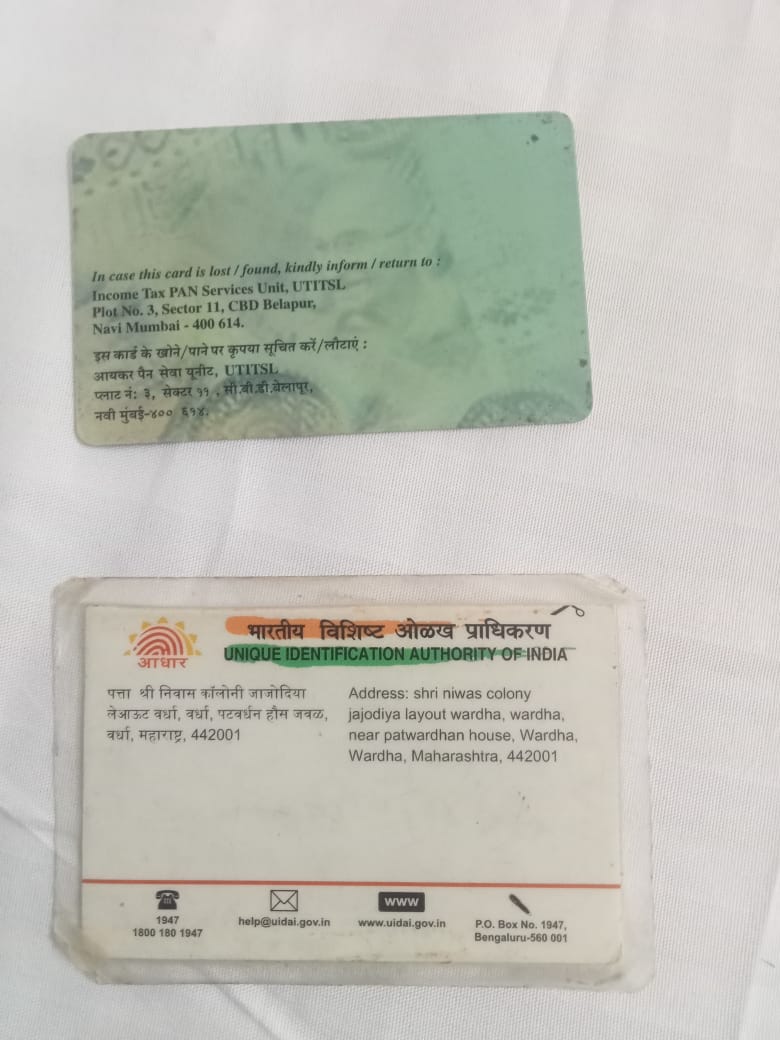 In case this card is lost / found, kindly inform / return to :
Income Tax PAN Services Unit, UTITSL
Plot No. 3, Sector 11, CBD Belapur,
Navi Mumbai - 400 614.
इस कार्ड के खोने/पाने पर कृपया सूचित करें/लौटाएं :
आयकर पैन सेवा यूनीट, UTITSL
प्लाट नं: ३, सेक्टर ११ , सी.बी.डी.बेलापूर,
नवी मुंबई-४०० ६१४.
भारतीय विशिष्ट ओळख प्राधिकरण
आधार
UNIQUE IDENTIFICATION AUTHORITY OF INDIA
पत्ता श्री निवास कॉलोनी जाजोदिया
लेआऊट वर्धा, वर्धा, पटवर्धन हौस जवळ,
वर्धा, महाराष्ट्र, 442001
Address: shri niwas colony
jajodiya layout wardha, wardha,
near patwardhan house, Wardha,
Wardha, Maharashtra, 442001
1947
1800 180 1947
help@uidai.gov.in
WWW
www.uidai.gov.in
P.O. Box No. 1947,
Bengaluru-560 001